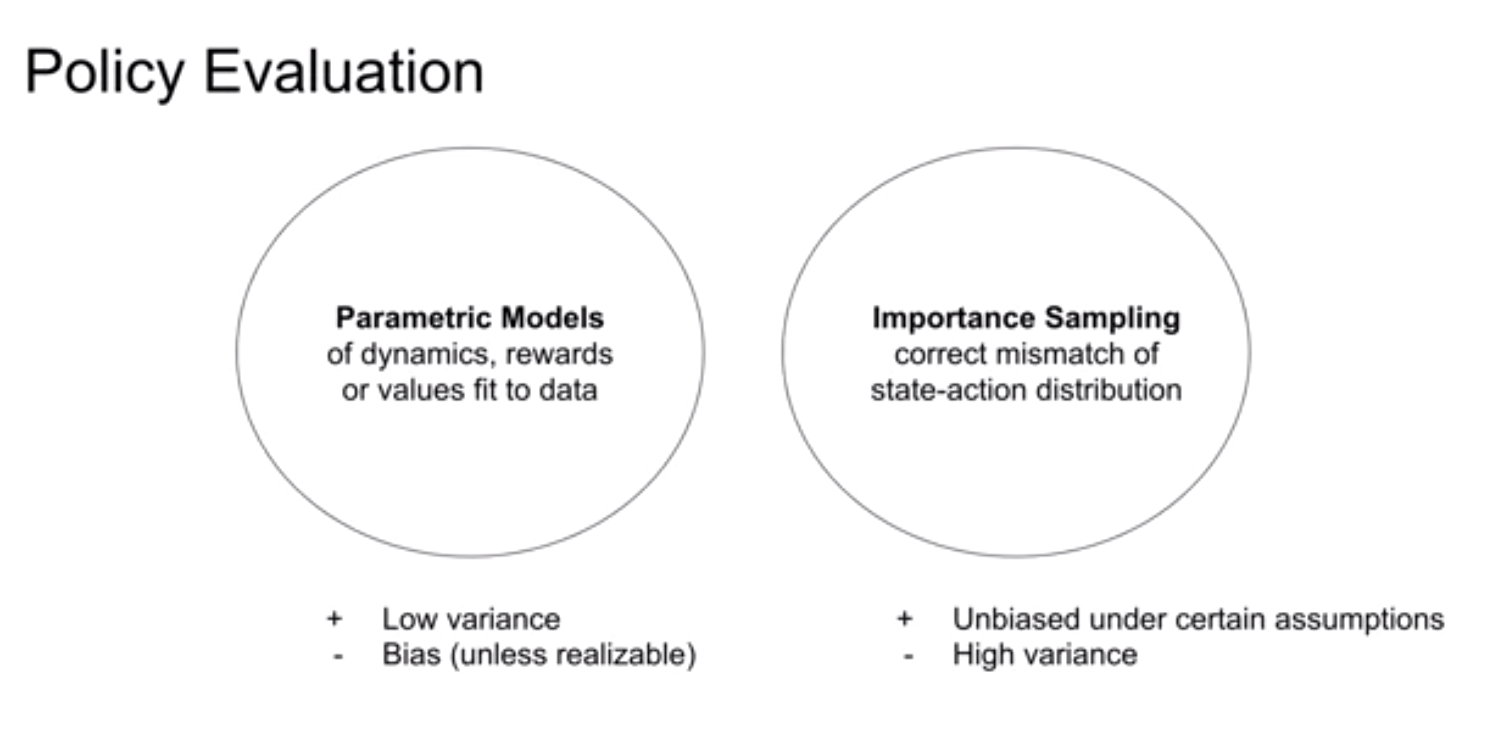 Policy Evaluation
Parametric Models
of dynamics, rewards
or values fit to data
Importance Sampling
correct mismatch of
state-action distribution
+ Low variance
- Bias (unless realizable)
+ Unbiased under certain assumptions
- High variance